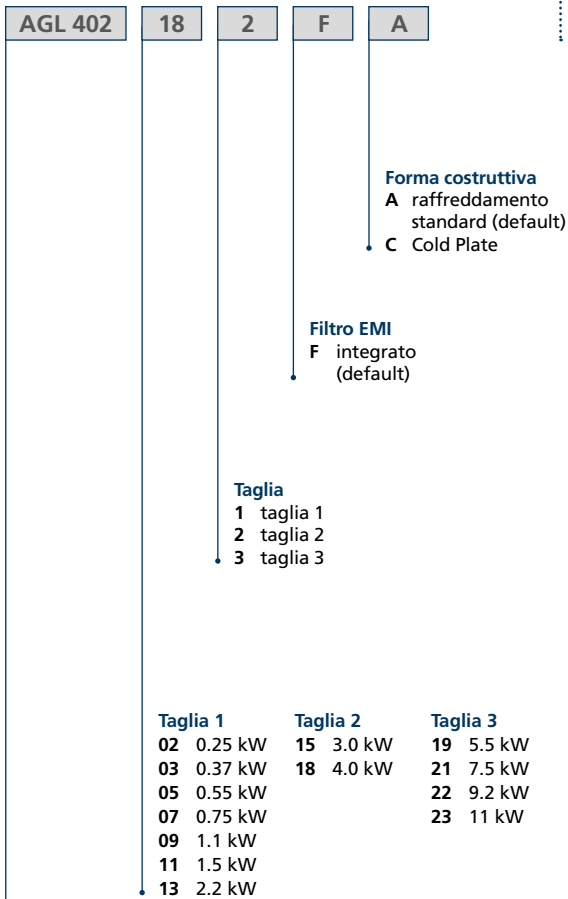 AGL 402 18 2 F A
Forma costruttiva
A raffreddamento
standard (default)
C Cold Plate
Filtro EMI
F integrato
(default)
Taglia
1 taglia 1
2 taglia 2
3 taglia 3
Taglia 1 Taglia 2 Taglia 3
02 0.25 kW 15 3.0 kW 19 5.5 kW
03 0.37 kW 18 4.0 kW 21 7.5 kW
05 0.55 kW 22 9.2 kW
07 0.75 kW 23 11 kW
09 1.1 kW
11 1.5 kW
13 2.2 kW